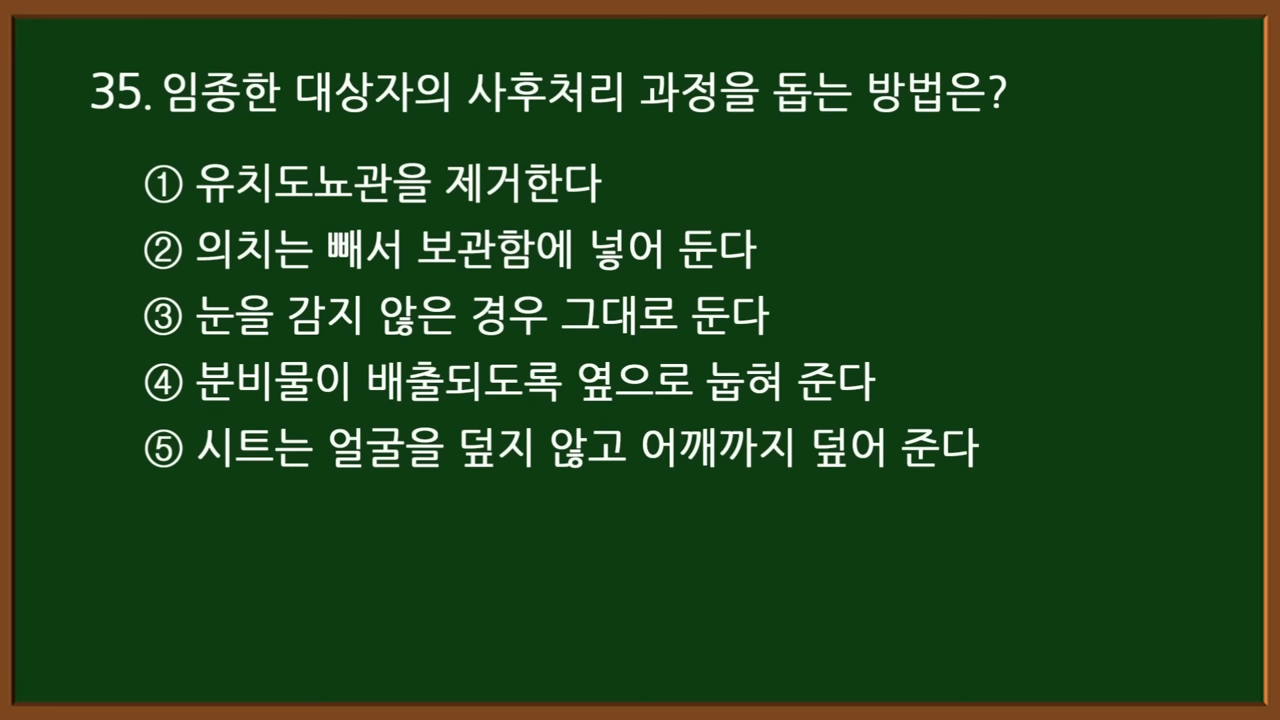 35. 임종한 대상자의 사후처리 과정을 돕는 방법은?
① 유치도뇨관을 제거한다
② 의치는 빼서 보관함에 넣어 둔다
③ 눈을 감지 않은 경우 그대로 둔다
④ 분비물이 배출되도록 옆으로 눕혀 준다
⑤ 시트는 얼굴을 덮지 않고 어깨까지 덮어 준다